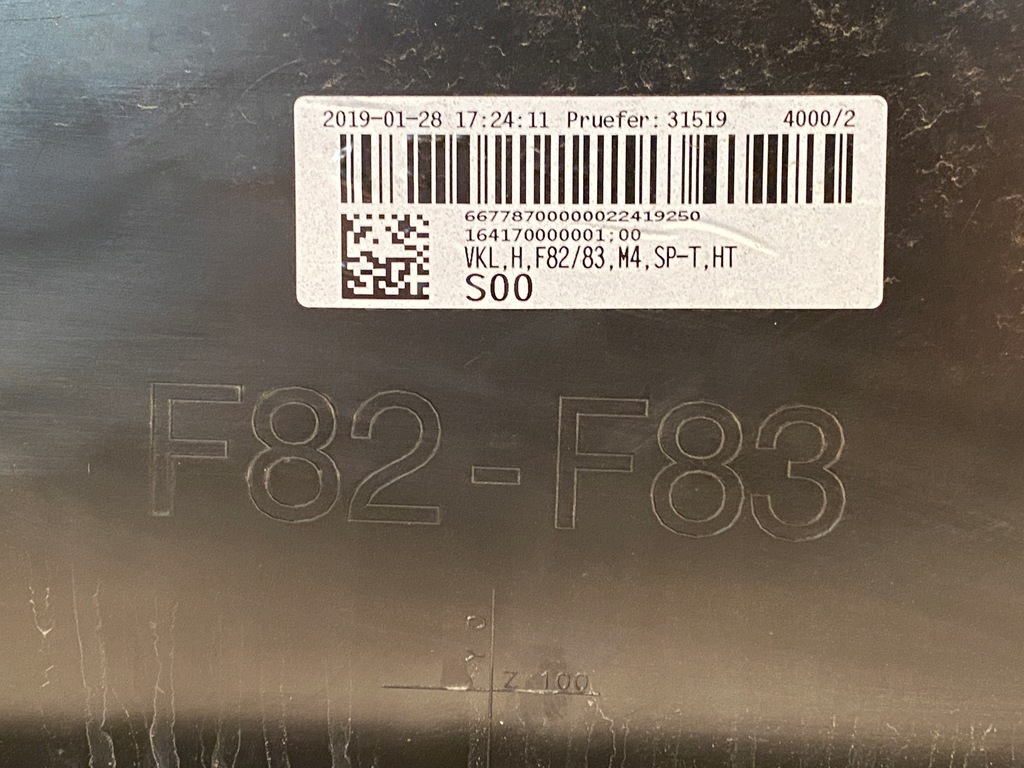 2019-01-28 17:24:11 Pruefer: 31519 4000/2
66778700000022419250
164170000001;00
VKL,H,F82/83,M4,SP-T,HT
S00
F82-F83
Y 0
Z 100